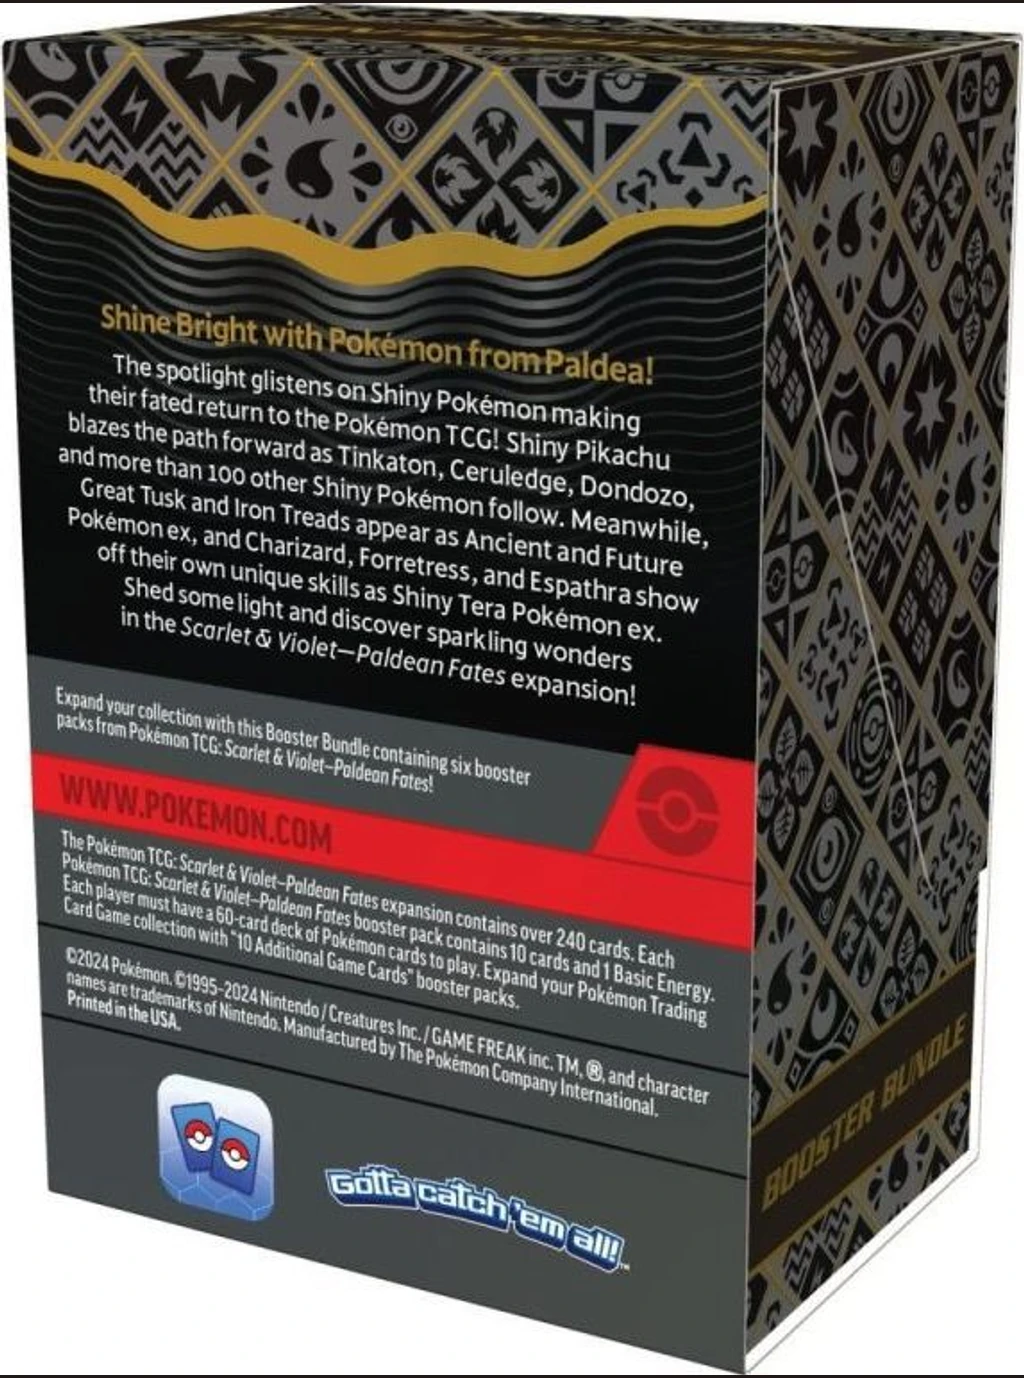 Shine Bright with Pokémon from Paldea!
The spotlight glistens on Shiny Pokémon making
their fated return to the Pokémon TCG! Shiny Pikachu
blazes the path forward as Tinkaton, Ceruledge, Dondozo,
and more than 100 other Shiny Pokémon follow. Meanwhile,
Great Tusk and Iron Treads appear as Ancient and Future
Pokémon ex, and Charizard, Forretress, and Espathra show
off their own unique skills as Shiny Tera Pokémon ex.
Shed some light and discover sparkling wonders
in the Scarlet & Violet—Paldean Fates expansion!
Expand your collection with this Booster Bundle containing six booster
packs from Pokémon TCG: Scarlet & Violet—Paldean Fates!
WWW.POKEMON.COM
The Pokémon TCG: Scarlet & Violet—Paldean Fates expansion contains over 240 cards. Each
Pokémon TCG: Scarlet & Violet—Paldean Fates booster pack contains 10 cards and 1 Basic Energy.
Each player must have a 60-card deck of Pokémon cards to play. Expand your Pokémon Trading
Card Game collection with "10 Additional Game Cards" booster packs.
©2024 Pokémon. ©1995-2024 Nintendo / Creatures Inc. / GAME FREAK inc. TM, ®, and character
names are trademarks of Nintendo. Manufactured by The Pokémon Company International.
Printed in the USA.
Gotta catch 'em all!™
BOOSTER BUNDLE